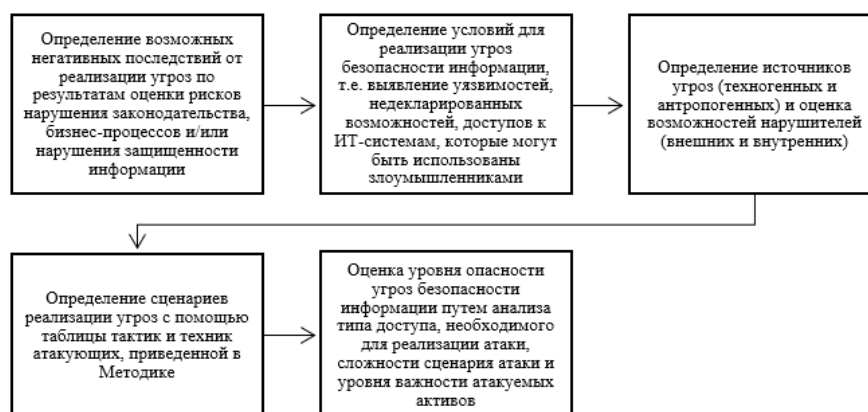 Определение возможных
негативных последствий от
реализации угроз по
результатам оценки рисков
нарушения законодательства,
бизнес-процессов и/или
нарушения защищенности
информации
Определение условий для
реализации угроз
безопасности информации,
т.е. выявление уязвимостей,
недекларированных
возможностей, доступов к
ИТ-системам, которые могут
быть использованы
злоумышленниками
Определение источников
угроз (техногенных и
антропогенных) и оценка
возможностей нарушителей
(внешних и внутренних)
Определение сценариев
реализации угроз с помощью
таблицы тактик и техник
атакующих, приведенной в
Методике
Оценка уровня опасности
угроз безопасности
информации путем анализа
типа доступа, необходимого
для реализации атаки,
сложности сценария атаки и
уровня важности атакуемых
активов